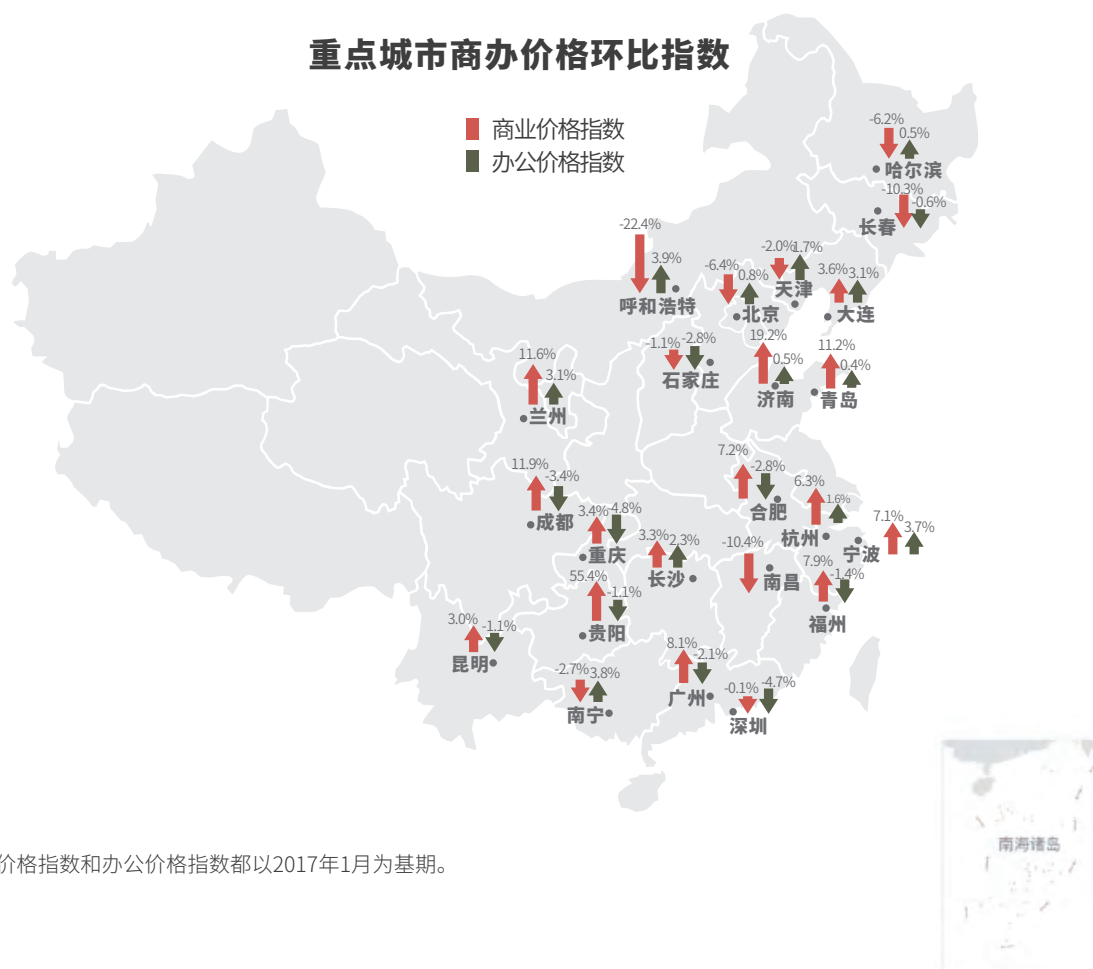 重点城市商办价格环比指数
商业价格指数
办公价格指数
-6.2%
0.5%
哈尔滨
-10.3%
-0.6%
长春
-22.4%
3.9%
呼和浩特
-6.4%
0.8%
北京
-2.0%
1.7%
天津
3.6%
3.1%
大连
-1.1%
-2.8%
石家庄
19.2%
0.5%
济南
11.2%
0.4%
青岛
11.6%
3.1%
兰州
11.9%
-3.4%
成都
7.2%
-2.8%
合肥
6.3%
1.6%
杭州
7.1%
3.7%
宁波
3.4%
-4.8%
重庆
3.3%
2.3%
长沙
-10.4%
南昌
7.9%
-1.4%
福州
55.4%
-1.1%
贵阳
3.0%
-1.1%
昆明
-2.7%
3.8%
南宁
8.1%
-2.1%
广州
-0.1%
-4.7%
深圳
南海诸岛
价格指数和办公价格指数都以2017年1月为基期。